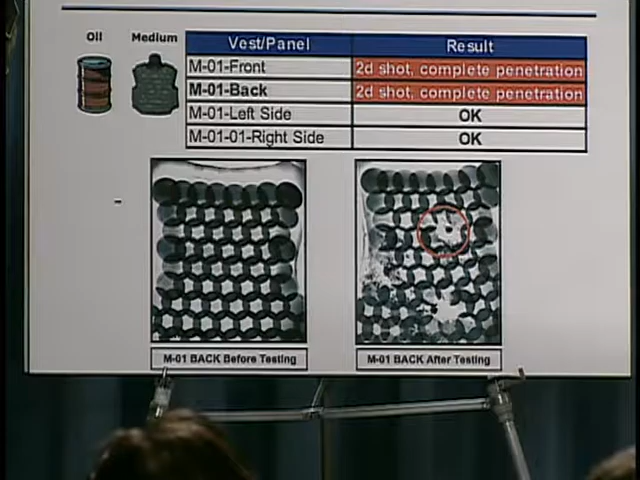 Oil
Medium
Vest/Panel Result
M-01-Front 2d shot, complete penetration
M-01-Back 2d shot, complete penetration
M-01-Left Side OK
M-01-01-Right Side OK
M-01 BACK Before Testing
M-01 BACK After Testing